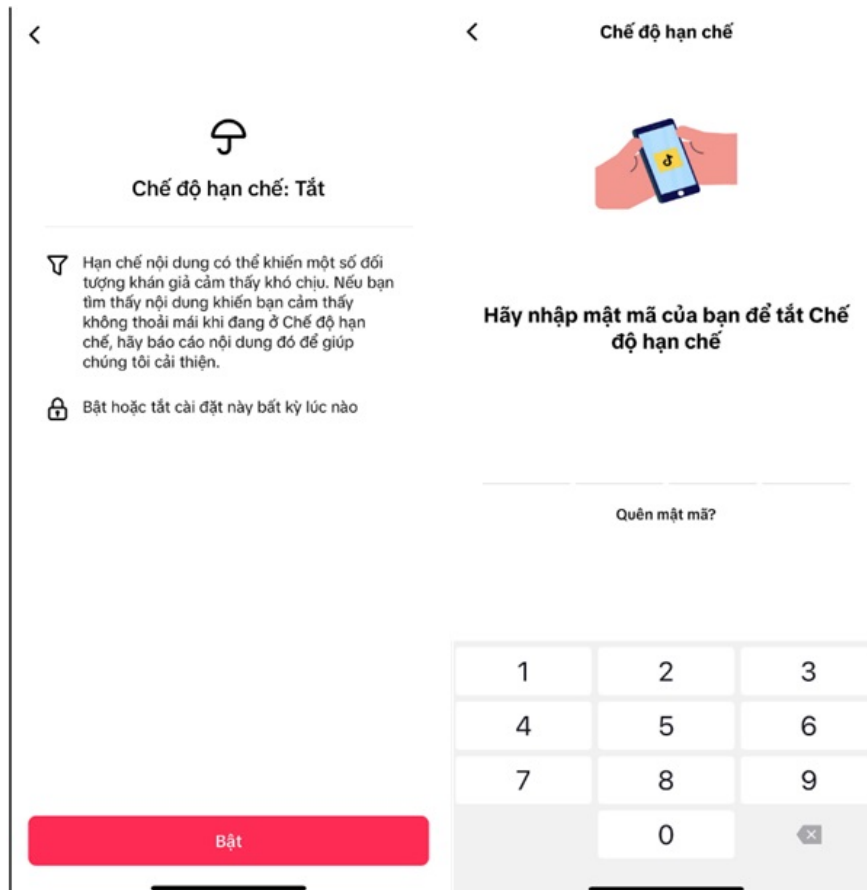 Chế độ hạn chế: Tắt
Hạn chế nội dung có thể khiến một số đối
tượng khán giả cảm thấy khó chịu. Nếu bạn
tìm thấy nội dung khiến bạn cảm thấy
không thoải mái khi đang ở Chế độ hạn
chế, hãy báo cáo nội dung đó để giúp
chúng tôi cải thiện.
Bật hoặc tắt cài đặt này bất kỳ lúc nào
Bật
Chế độ hạn chế
Hãy nhập mật mã của bạn để tắt Chế
độ hạn chế
Quên mật mã?
1 2 3
4 5 6
7 8 9
0